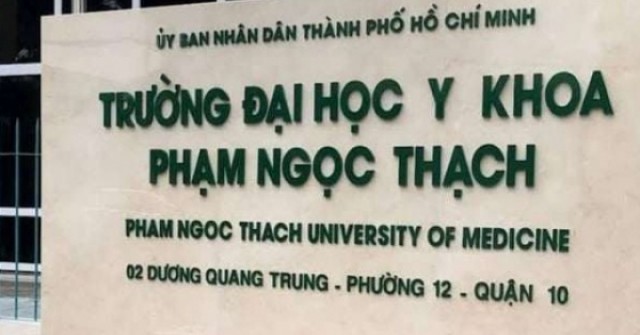 ỦY BAN NHÂN DÂN THÀNH PHỐ HỒ CHÍ MINH
TRƯỜNG ĐẠI HỌC Y KHOA
PHẠM NGỌC THẠCH
PHAM NGOC THACH UNIVERSITY OF MEDICINE
02 DƯƠNG QUANG TRUNG - PHƯỜNG 12 - QUẬN 10